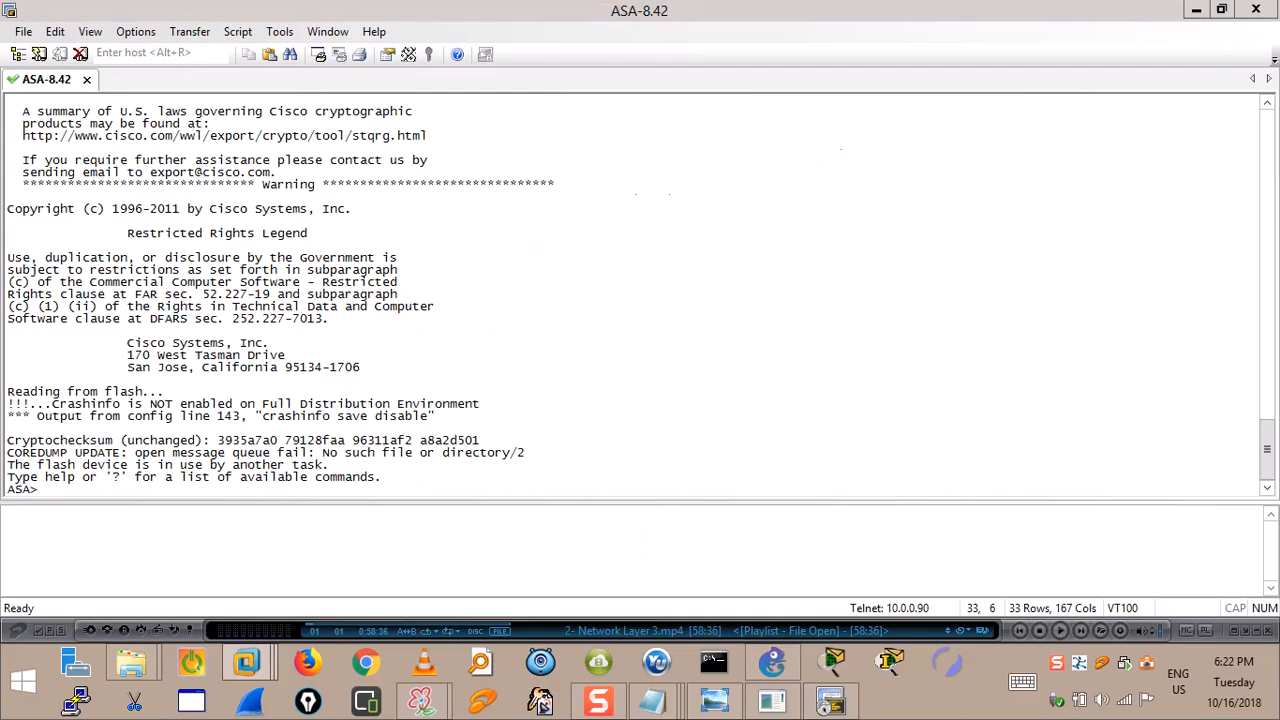 ASA-8.42
File Edit View Options Transfer Script Tools Window Help
Enter host <Alt+R>
ASA-8.42
A summary of U.S. laws governing Cisco cryptographic
products may be found at:
http://www.cisco.com/wwl/export/crypto/tool/stqrg.html
If you require further assistance please contact us by
sending email to export@cisco.com.
******************************* Warning *******************************
Copyright (c) 1996-2011 by Cisco Systems, Inc.
Restricted Rights Legend
Use, duplication, or disclosure by the Government is
subject to restrictions as set forth in subparagraph
(c) of the Commercial Computer Software - Restricted
Rights clause at FAR sec. 52.227-19 and subparagraph
(c) (1) (ii) of the Rights in Technical Data and Computer
Software clause at DFARS sec. 252.227-7013.
Cisco Systems, Inc.
170 West Tasman Drive
San Jose, California 95134-1706
Reading from flash...
!!!...crashinfo is NOT enabled on Full Distribution Environment
*** Output from config line 143, "crashinfo save disable"
Cryptochecksum (unchanged): 3935a7a0 79128faa 96311af2 a8a2d501
COREDUMP UPDATE: open message queue fail: No such file or directory/2
The flash device is in use by another task.
Type help or '?' for a list of available commands.
ASA>
Ready Telnet: 10.0.0.90 33, 6 33 Rows, 167 Cols VT100 CAP NUM
01 01 0:58:36 A↔B DISC FILE 2- Network Layer 3.mp4 [58:36] <[Playlist - File Open] - [58:36]> MC PL
ENG
US
6:22 PM
Tuesday
10/16/2018